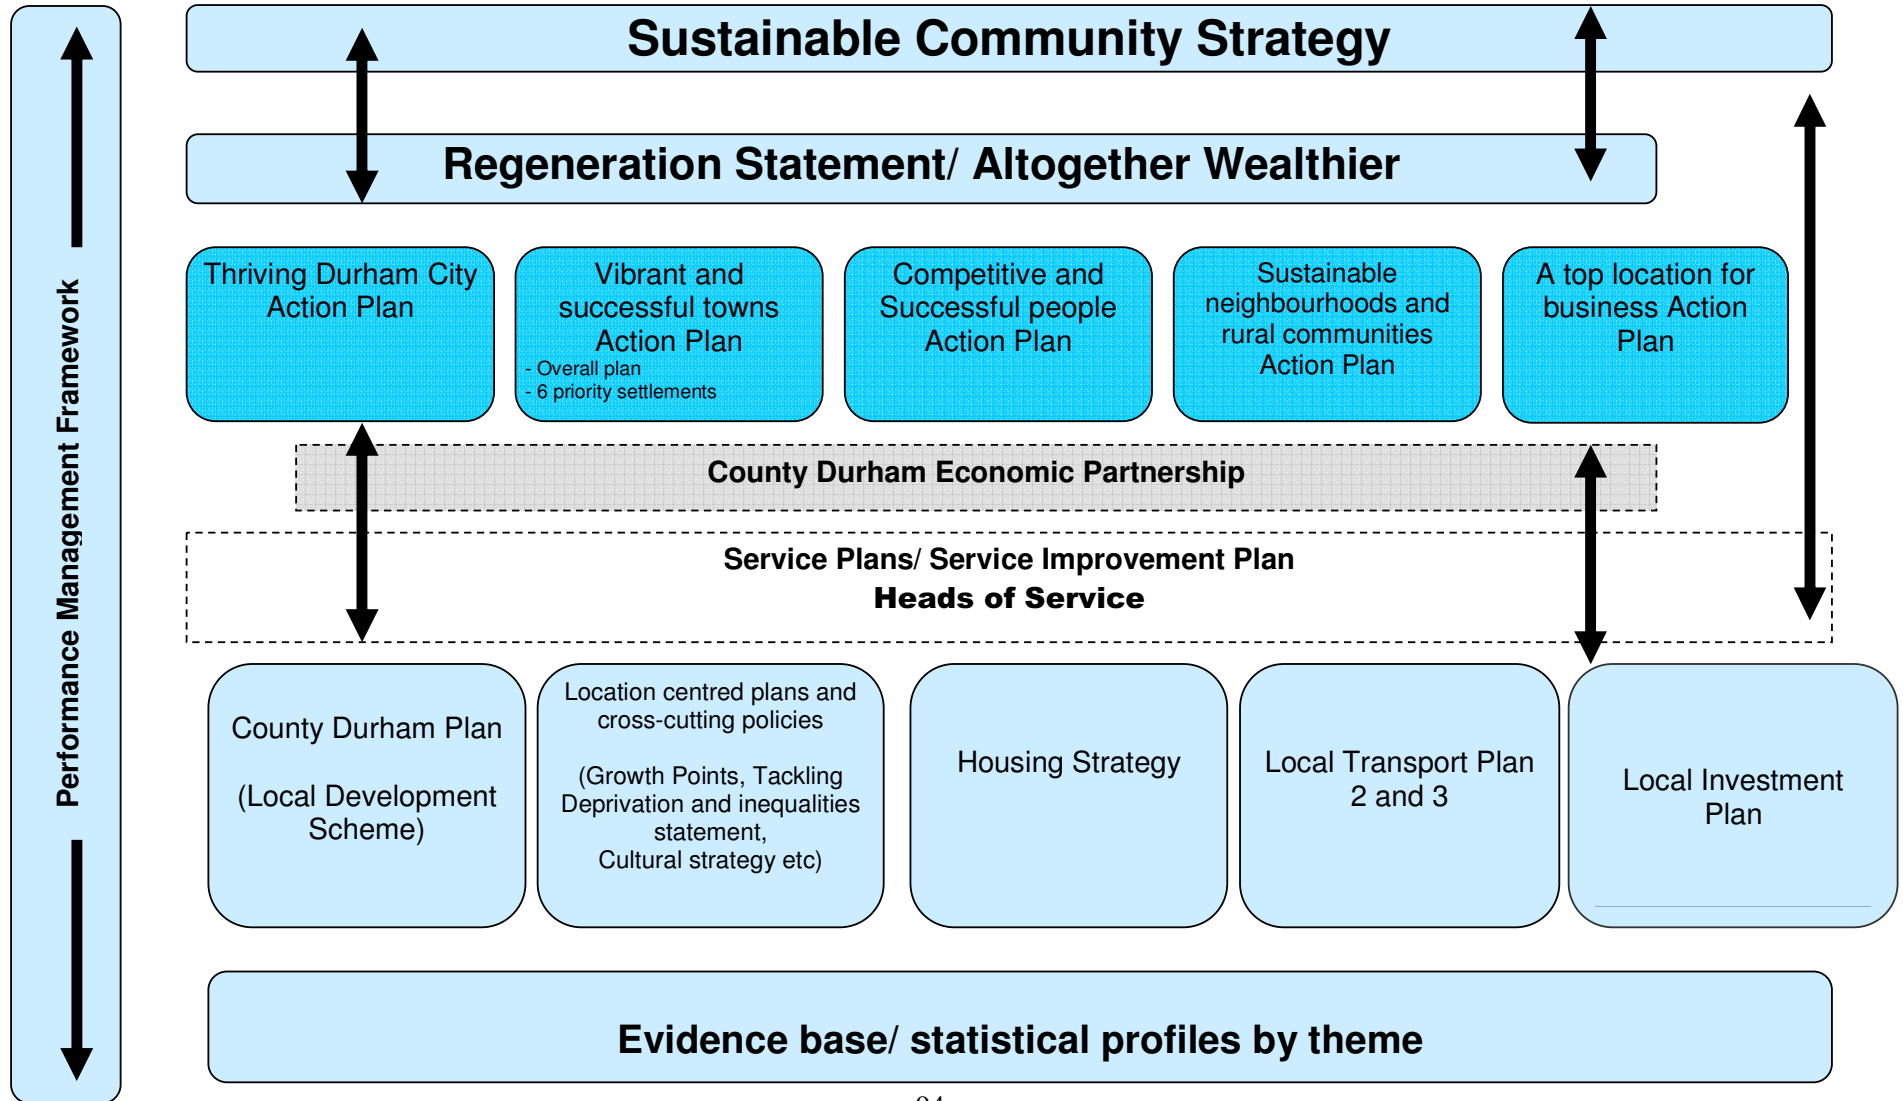 Sustainable Community Strategy
Regeneration Statement/ Altogether Wealthier
Performance Management Framework
Thriving Durham City
Action Plan
Vibrant and
successful towns
Action Plan
- Overall plan
- 6 priority settlements
Competitive and
Successful people
Action Plan
Sustainable
neighbourhoods and
rural communities
Action Plan
A top location for
business Action
Plan
County Durham Economic Partnership
Service Plans/ Service Improvement Plan
Heads of Service
County Durham Plan
(Local Development
Scheme)
Location centred plans and
cross-cutting policies
(Growth Points, Tackling
Deprivation and inequalities
statement,
Cultural strategy etc)
Housing Strategy
Local Transport Plan
2 and 3
Local Investment
Plan
Evidence base/ statistical profiles by theme